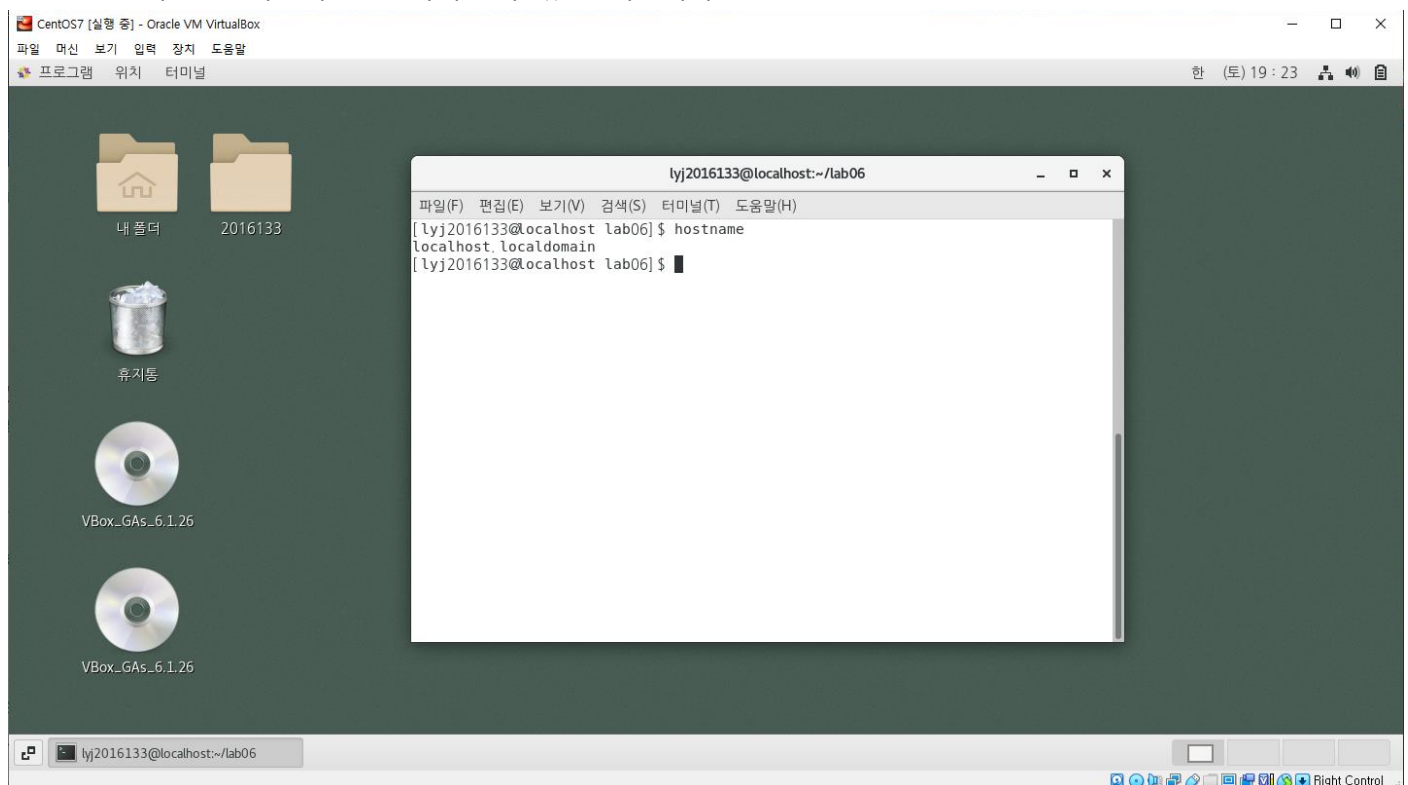 CentOS7 [실행 중] - Oracle VM VirtualBox
파일 머신 보기 입력 장치 도움말
프로그램 위치 터미널 한 (토) 19 : 23
내 폴더 2016133
휴지통
VBox_GAs_6.1.26
VBox_GAs_6.1.26
lyj2016133@localhost:~/lab06
파일(F) 편집(E) 보기(V) 검색(S) 터미널(T) 도움말(H)
[lyj2016133@localhost lab06]$ hostname
localhost.localdomain
[lyj2016133@localhost lab06]$
lyj2016133@localhost:~/lab06
Right Control